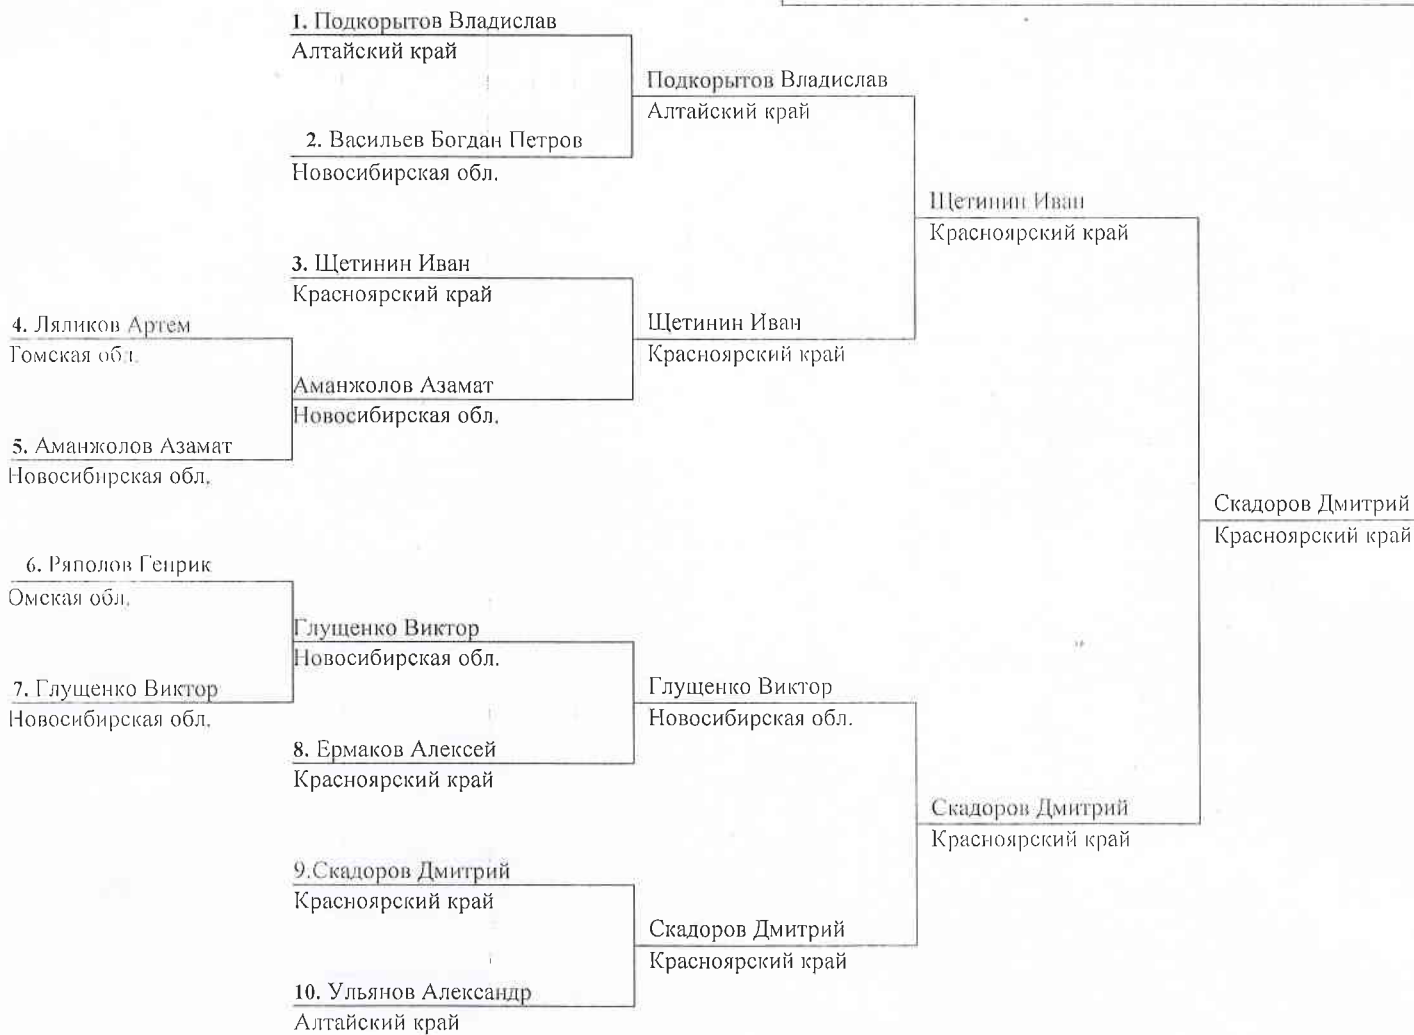 1. Подкорытов Владислав
Алтайский край
Подкорытов Владислав
Алтайский край
2. Васильев Богдан Петров
Новосибирская обл.
Щетинин Иван
Красноярский край
3. Щетинин Иван
Красноярский край
4. Ляликов Артем
Томская обл.
Щетинин Иван
Красноярский край
Аманжолов Азамат
Новосибирская обл.
5. Аманжолов Азамат
Новосибирская обл.
Скадоров Дмитрий
Красноярский край
6. Ряполов Генрик
Омская обл.
Глущенко Виктор
Новосибирская обл.
7. Глущенко Виктор
Новосибирская обл.
Глущенко Виктор
Новосибирская обл.
8. Ермаков Алексей
Красноярский край
Скадоров Дмитрий
Красноярский край
9.Скадоров Дмитрий
Красноярский край
Скадоров Дмитрий
Красноярский край
10. Ульянов Александр
Алтайский край